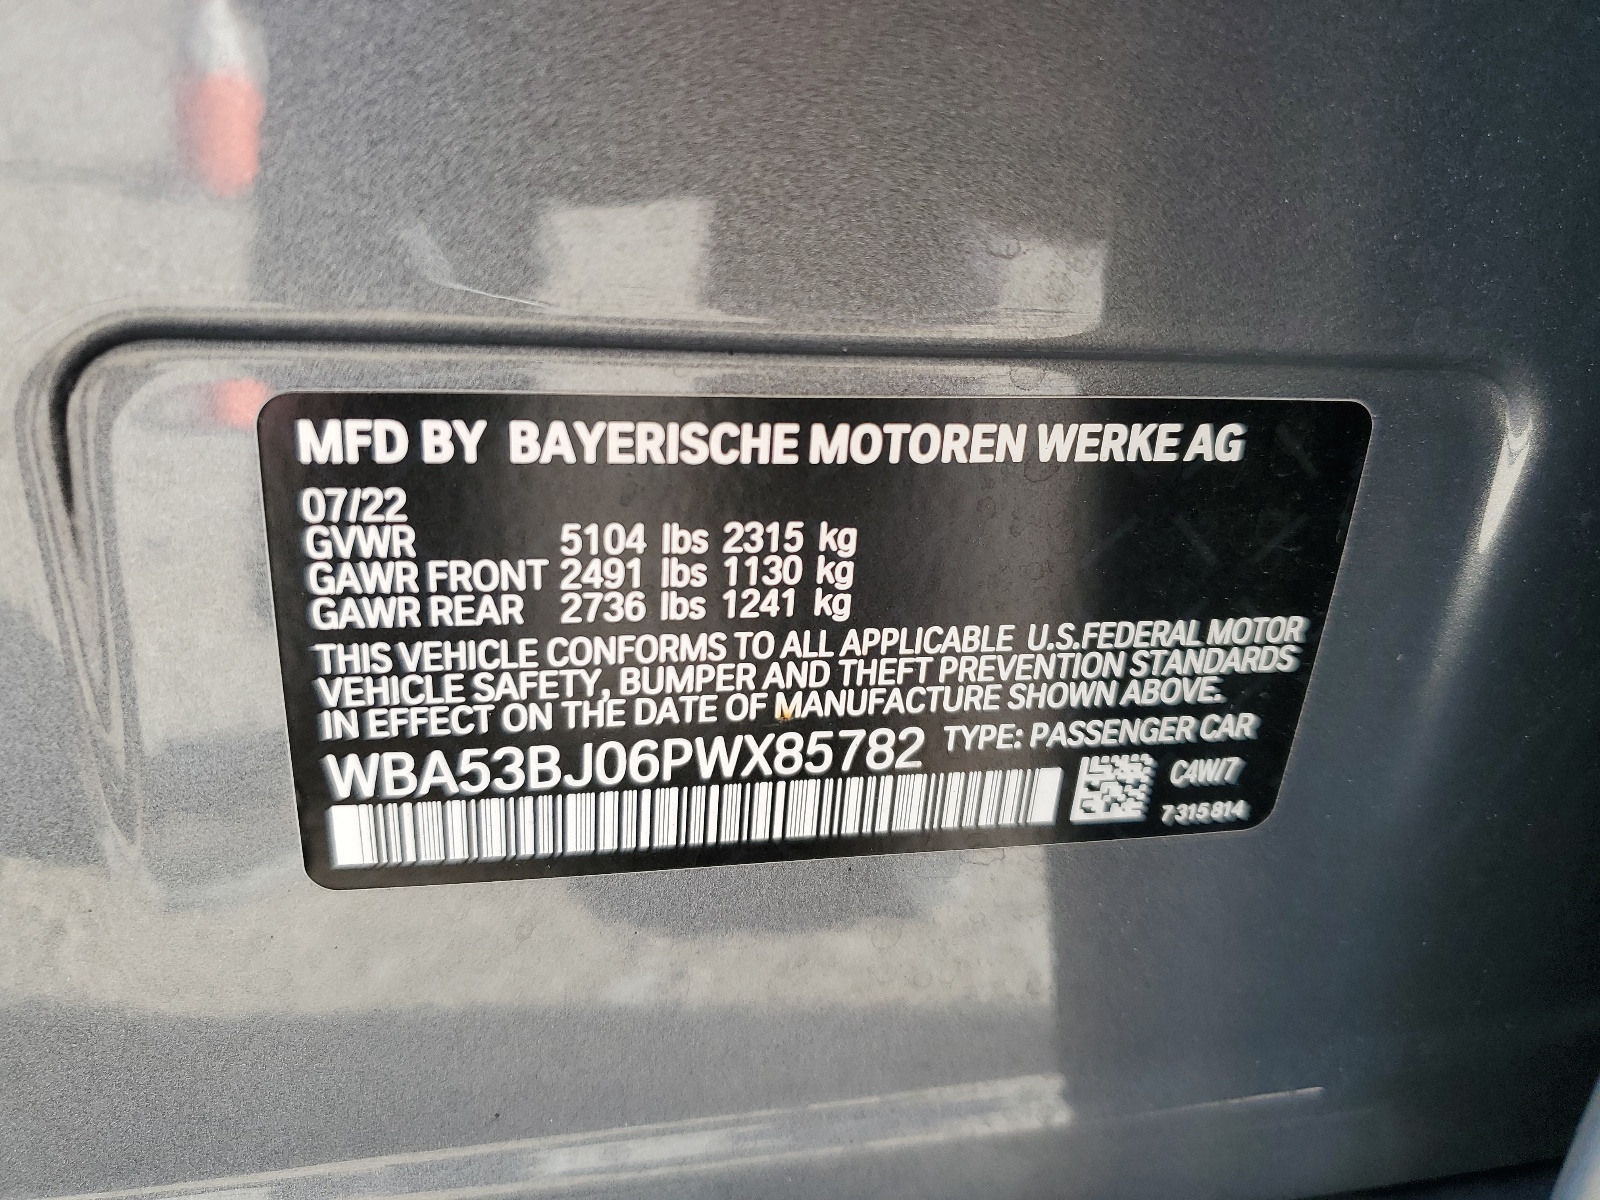 MFD BY BAYERISCHE MOTOREN WERKE AG
07/22
GVWR 5104 lbs 2315 kg
GAWR FRONT 2491 lbs 1130 kg
GAWR REAR 2736 lbs 1241 kg
THIS VEHICLE CONFORMS TO ALL APPLICABLE U.S.FEDERAL MOTOR
VEHICLE SAFETY, BUMPER AND THEFT PREVENTION STANDARDS
IN EFFECT ON THE DATE OF MANUFACTURE SHOWN ABOVE.
WBA53BJ06PWX85782 TYPE: PASSENGER CAR
C4W/7
7 315 814